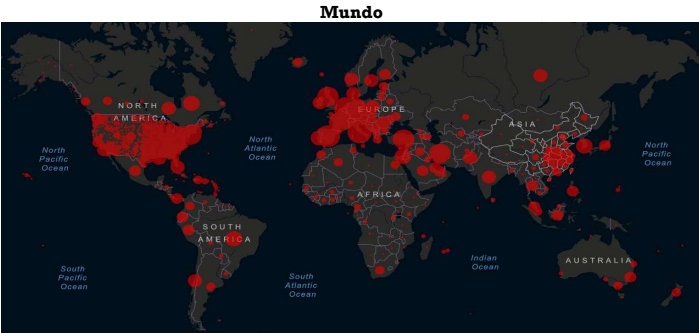 Mundo
NORTH
AMERICA
EUROPE
ASIA
North
Pacific
Ocean
North
Atlantic
Ocean
North
Pacific
Ocean
AFRICA
SOUTH
AMERICA
Indian
Ocean
AUSTRALIA
South
Pacific
Ocean
South
Atlantic
Ocean